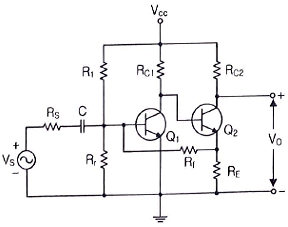 Vcc
R1
RC1
RC2
+
RS
C
Q1
Q2
+
VS
−
Rr
Rf
RE
VO
−